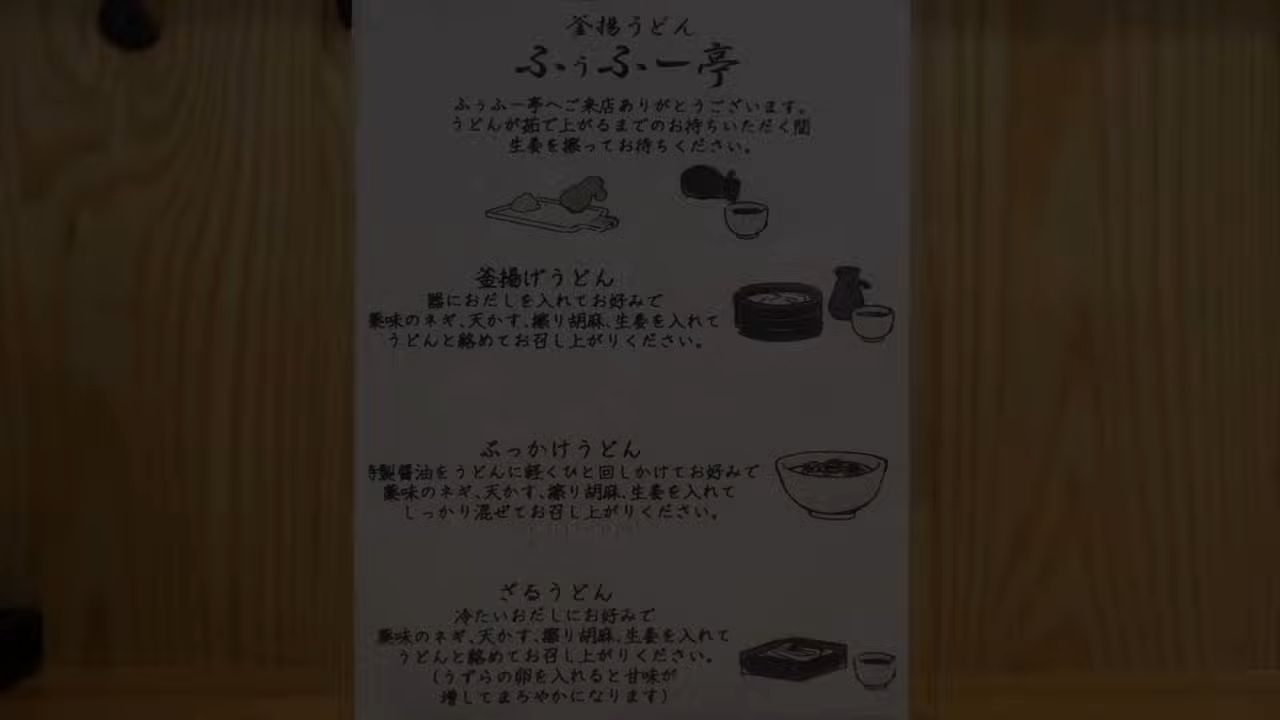 釜揚うどん
ふぅふー亭
ふぅふー亭へご来店ありがとうございます。
うどんが茹で上がるまでのお待ちいただく間
生姜を擦ってお待ちください。
釜揚げうどん
器におだしを入れてお好みで
薬味のネギ、天かす、擦り胡麻、生姜を入れて
うどんと絡めてお召し上がりください。
ぶっかけうどん
特製醤油をうどんに軽くひと回しかけてお好みで
薬味のネギ、天かす、擦り胡麻、生姜を入れて
しっかり混ぜてお召し上がりください。
ざるうどん
冷たいおだしにお好みで
薬味のネギ、天かす、擦り胡麻、生姜を入れて
うどんと絡めてお召し上がりください。
(うずらの卵を入れると甘味が
増してまろやかになります)